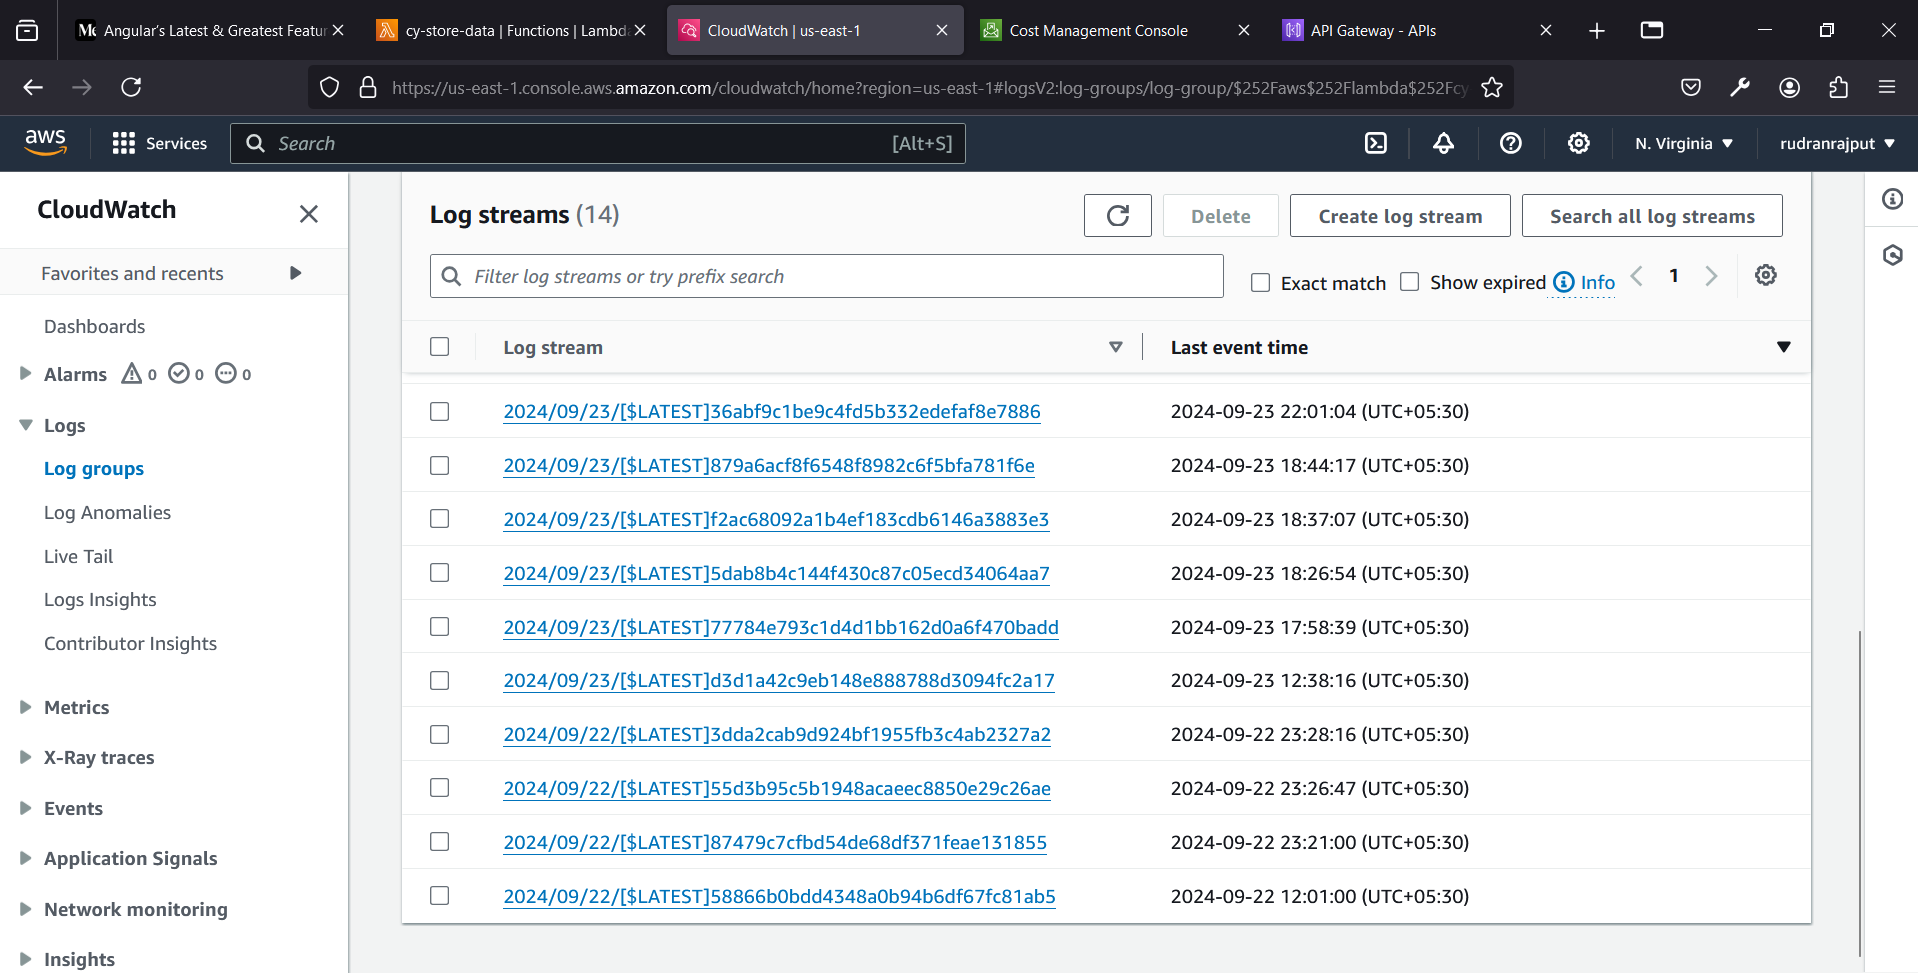 Angular's Latest & Greatest Featur
cy-store-data | Functions | Lambda
CloudWatch | us-east-1
Cost Management Console
API Gateway - APIs
https://us-east-1.console.aws.amazon.com/cloudwatch/home?region=us-east-1#logsV2:log-groups/log-group/$252Faws$252Flambda$252Fcy
aws
Services
Search
[Alt+S]
N. Virginia
rudranrajput
CloudWatch
Favorites and recents
Dashboards
Alarms 0 0 0
Logs
Log groups
Log Anomalies
Live Tail
Logs Insights
Contributor Insights
Metrics
X-Ray traces
Events
Application Signals
Network monitoring
Insights
Log streams (14)
Delete
Create log stream
Search all log streams
Filter log streams or try prefix search
Exact match
Show expired
Info
1
Log stream
Last event time
2024/09/23/[$LATEST]36abf9c1be9c4fd5b332edefaf8e7886 2024-09-23 22:01:04 (UTC+05:30)
2024/09/23/[$LATEST]879a6acf8f6548f8982c6f5bfa781f6e 2024-09-23 18:44:17 (UTC+05:30)
2024/09/23/[$LATEST]f2ac68092a1b4ef183cdb6146a3883e3 2024-09-23 18:37:07 (UTC+05:30)
2024/09/23/[$LATEST]5dab8b4c144f430c87c05ecd34064aa7 2024-09-23 18:26:54 (UTC+05:30)
2024/09/23/[$LATEST]77784e793c1d4d1bb162d0a6f470badd 2024-09-23 17:58:39 (UTC+05:30)
2024/09/23/[$LATEST]d3d1a42c9eb148e888788d3094fc2a17 2024-09-23 12:38:16 (UTC+05:30)
2024/09/22/[$LATEST]3dda2cab9d924bf1955fb3c4ab2327a2 2024-09-22 23:28:16 (UTC+05:30)
2024/09/22/[$LATEST]55d3b95c5b1948acaeec8850e29c26ae 2024-09-22 23:26:47 (UTC+05:30)
2024/09/22/[$LATEST]87479c7cfbd54de68df371feae131855 2024-09-22 23:21:00 (UTC+05:30)
2024/09/22/[$LATEST]58866b0bdd4348a0b94b6df67fc81ab5 2024-09-22 12:01:00 (UTC+05:30)